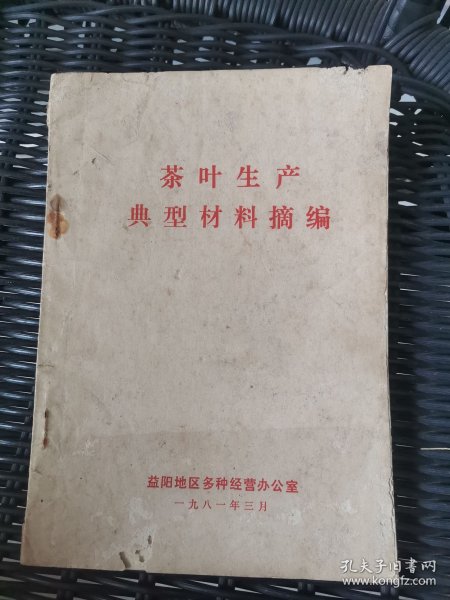 茶叶生产
典型材料摘编
益阳地区多种经营办公室
一九八一年三月
孔夫子旧书网
www.kongfz.com